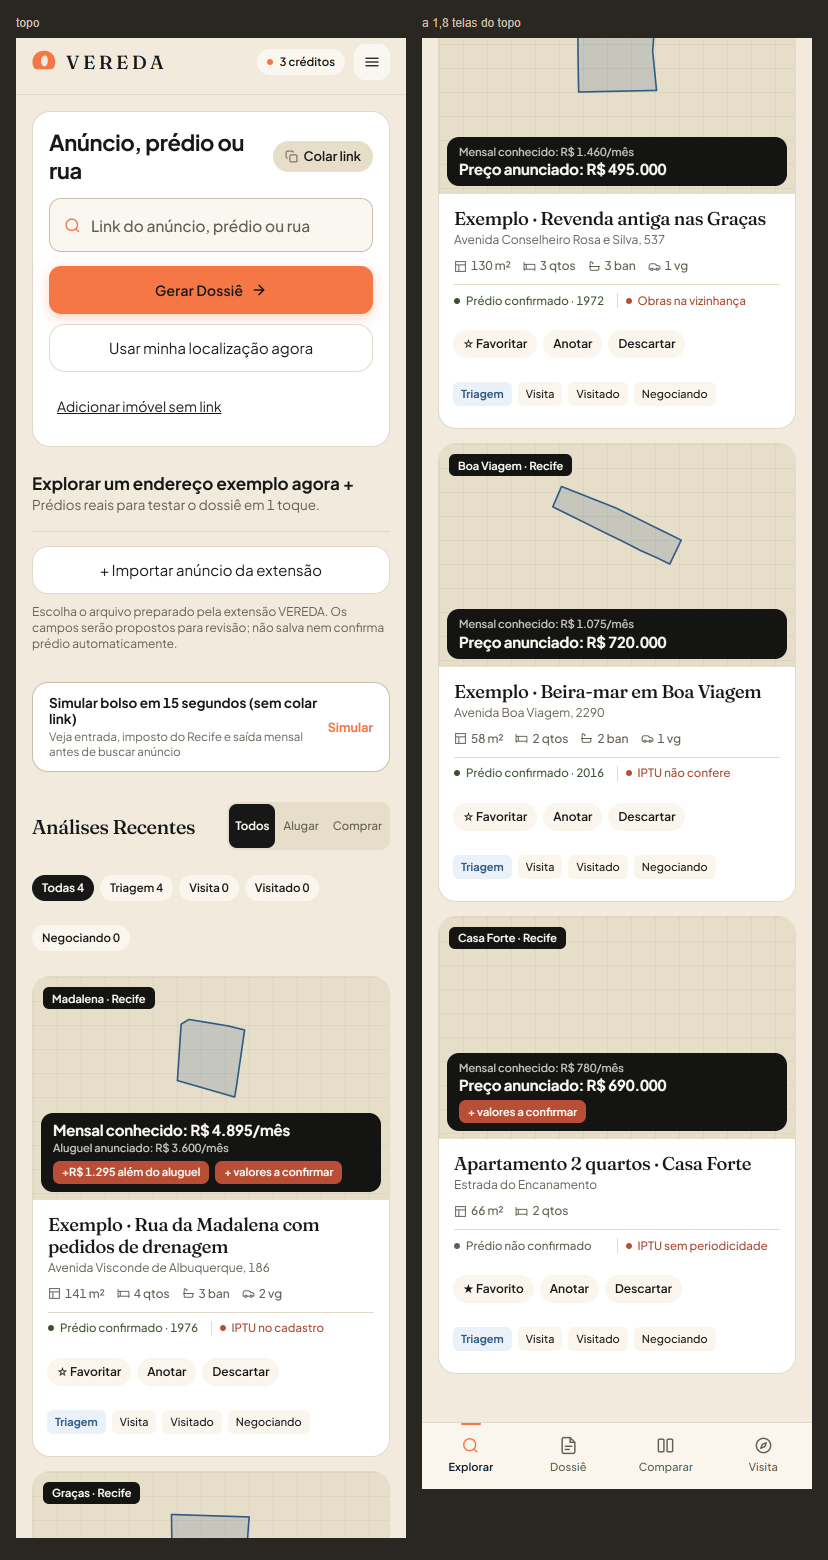 topo
VEREDA
3 créditos
Anúncio, prédio ou
rua
Colar link
Link do anúncio, prédio ou rua
Gerar Dossiê →
Usar minha localização agora
Adicionar imóvel sem link
Explorar um endereço exemplo agora +
Prédios reais para testar o dossiê em 1 toque.
+ Importar anúncio da extensão
Escolha o arquivo preparado pela extensão VEREDA. Os
campos serão propostos para revisão; não salva nem confirma
prédio automaticamente.
Simular bolso em 15 segundos (sem colar
link)
Veja entrada, imposto do Recife e saída mensal
antes de buscar anúncio
Simular
Análises Recentes
Todos Alugar Comprar
Todas 4 Triagem 4 Visita 0 Visitado 0
Negociando 0
Madalena · Recife
Mensal conhecido: R$ 4.895/mês
Aluguel anunciado: R$ 3.600/mês
+R$ 1.295 além do aluguel + valores a confirmar
Exemplo · Rua da Madalena com
pedidos de drenagem
Avenida Visconde de Albuquerque, 186
141 m² 4 qtos 3 ban 2 vg
Prédio confirmado · 1976 IPTU no cadastro
☆ Favoritar Anotar Descartar
Triagem Visita Visitado Negociando
Graças · Recife
a 1,8 telas do topo
Mensal conhecido: R$ 1.460/mês
Preço anunciado: R$ 495.000
Exemplo · Revenda antiga nas Graças
Avenida Conselheiro Rosa e Silva, 537
130 m² 3 qtos 3 ban 1 vg
Prédio confirmado · 1972 Obras na vizinhança
☆ Favoritar Anotar Descartar
Triagem Visita Visitado Negociando
Boa Viagem · Recife
Mensal conhecido: R$ 1.075/mês
Preço anunciado: R$ 720.000
Exemplo · Beira-mar em Boa Viagem
Avenida Boa Viagem, 2290
58 m² 2 qtos 2 ban 1 vg
Prédio confirmado · 2016 IPTU não confere
☆ Favoritar Anotar Descartar
Triagem Visita Visitado Negociando
Casa Forte · Recife
Mensal conhecido: R$ 780/mês
Preço anunciado: R$ 690.000
+ valores a confirmar
Apartamento 2 quartos · Casa Forte
Estrada do Encanamento
66 m² 2 qtos
Prédio não confirmado IPTU sem periodicidade
★ Favorito Anotar Descartar
Triagem Visita Visitado Negociando
Explorar Dossiê Comparar Visita